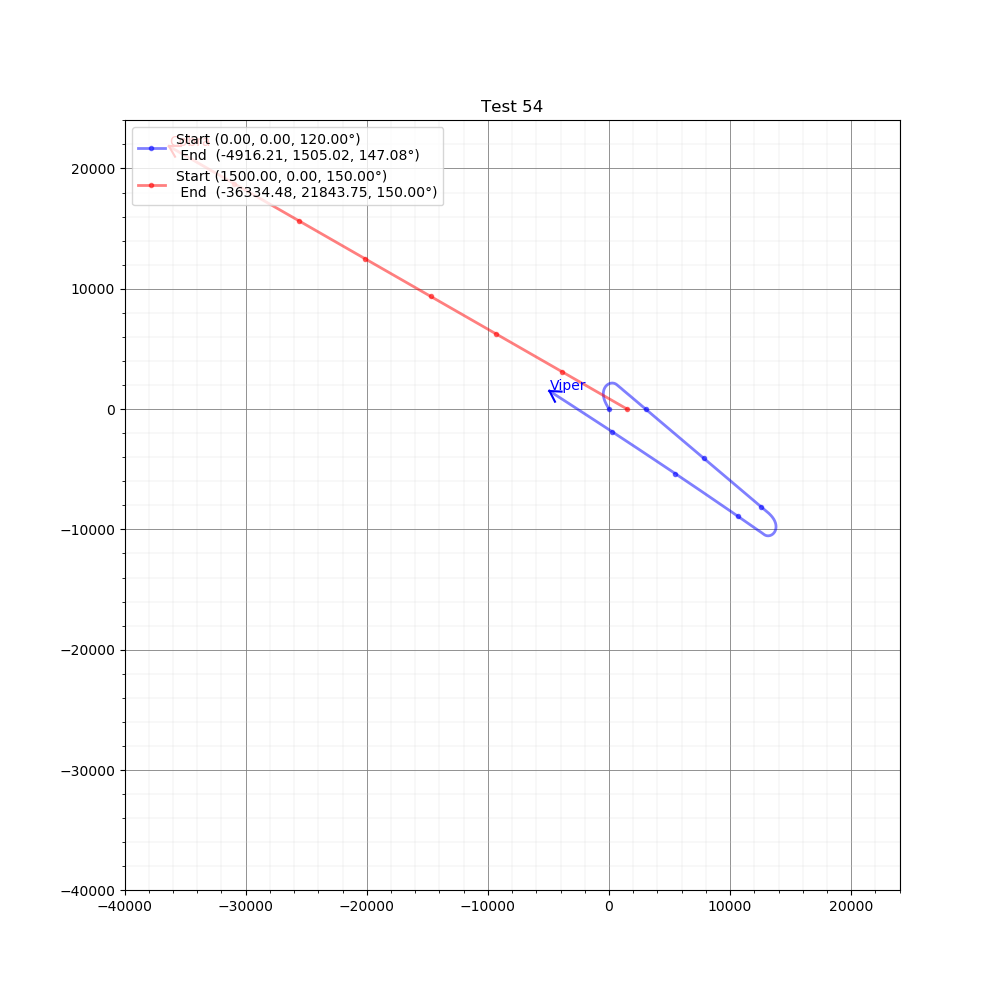 Test 54
Start (0.00, 0.00, 120.00°)
End (-4916.21, 1505.02, 147.08°)
Start (1500.00, 0.00, 150.00°)
End (-36334.48, 21843.75, 150.00°)
Viper
20000
10000
0
−10000
−20000
−30000
−40000
−40000 −30000 −20000 −10000 0 10000 20000